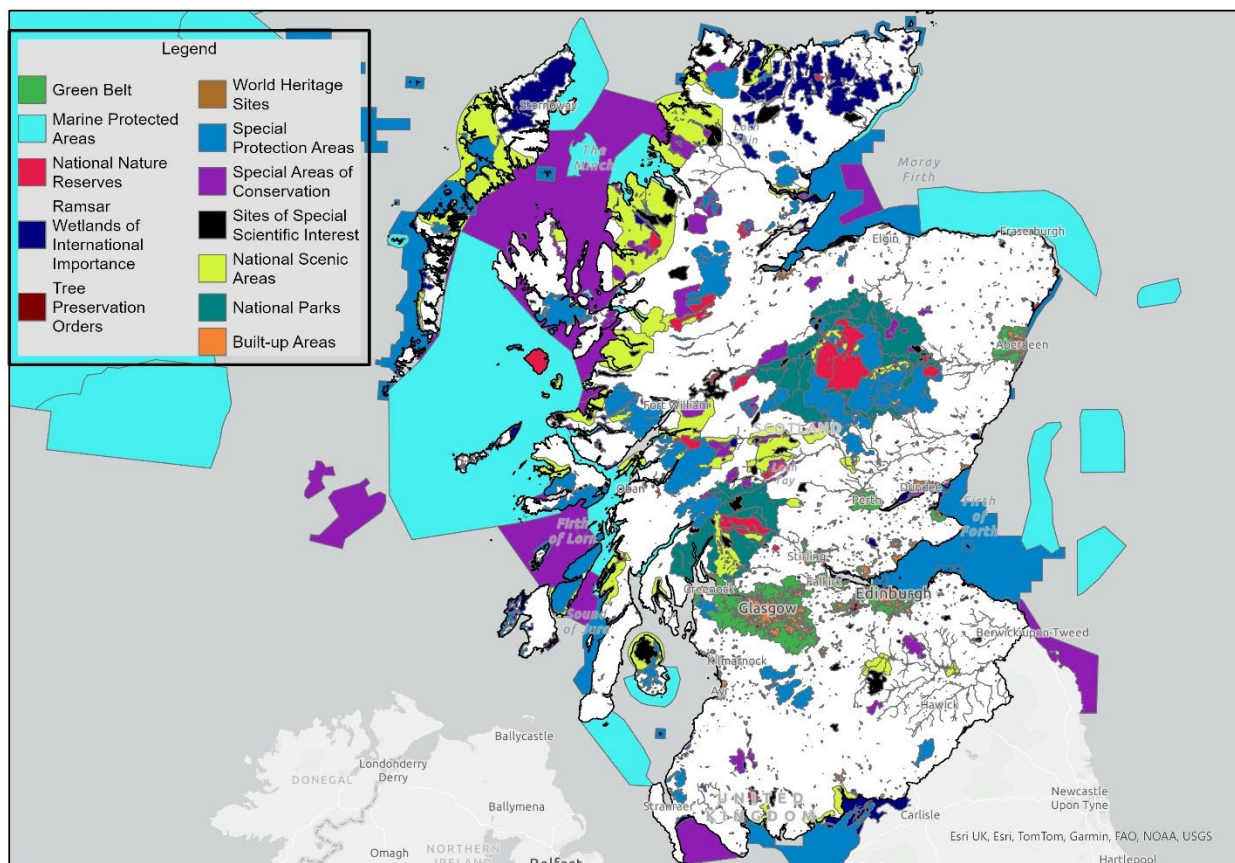 Legend
Green Belt
Marine Protected
Areas
National Nature
Reserves
Ramsar
Wetlands of
International
Importance
Tree
Preservation
Orders
World Heritage
Sites
Special
Protection Areas
Special Areas of
Conservation
Sites of Special
Scientific Interest
National Scenic
Areas
National Parks
Built-up Areas
Stornoway
The
Minch
Loch
Shin
Moray
Firth
Elgin
Fraserburgh
Aberdeen
Fort William
SCOTLAND
Loch
Tay
Oban
Dundee
Perth
Firth
of
Forth
Firth
of Lorn
Stirling
Falkirk
Greenock
Glasgow
Edinburgh
Sound
of Jura
Berwick upon Tweed
Kilmarnock
Ayr
Hawick
Ballycastle
Londonderry
Derry
DONEGAL
Ballymena
Stranraer
UNITED
KINGDOM
Carlisle
Newcastle
Upon Tyne
Omagh
NORTHERN
IRELAND
Belfast
Esri UK, Esri, TomTom, Garmin, FAO, NOAA, USGS
Hartlepool